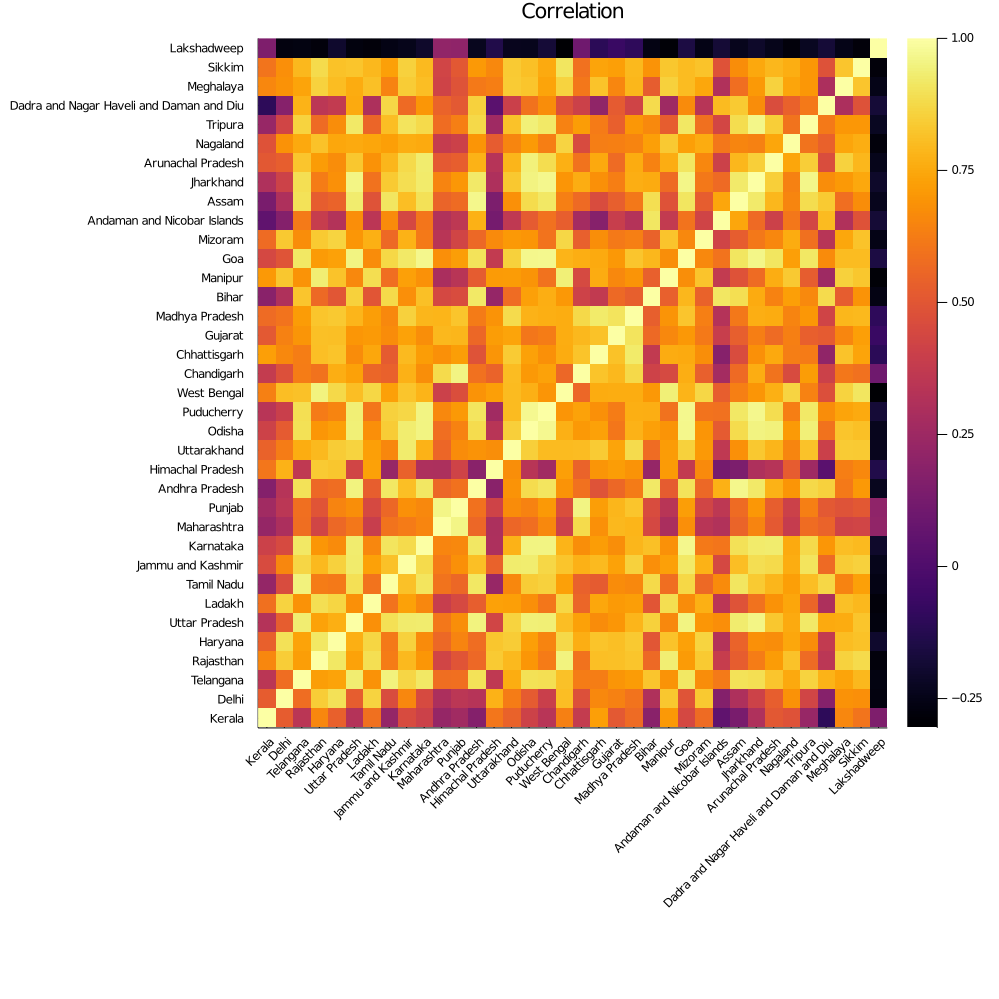 Correlation
Lakshadweep
Sikkim
Meghalaya
Dadra and Nagar Haveli and Daman and Diu
Tripura
Nagaland
Arunachal Pradesh
Jharkhand
Assam
Andaman and Nicobar Islands
Mizoram
Goa
Manipur
Bihar
Madhya Pradesh
Gujarat
Chhattisgarh
Chandigarh
West Bengal
Puducherry
Odisha
Uttarakhand
Himachal Pradesh
Andhra Pradesh
Punjab
Maharashtra
Karnataka
Jammu and Kashmir
Tamil Nadu
Ladakh
Uttar Pradesh
Haryana
Rajasthan
Telangana
Delhi
Kerala
Kerala
Delhi
Telangana
Rajasthan
Haryana
Uttar Pradesh
Ladakh
Tamil Nadu
Jammu and Kashmir
Karnataka
Maharashtra
Punjab
Andhra Pradesh
Himachal Pradesh
Uttarakhand
Odisha
Puducherry
West Bengal
Chandigarh
Chhattisgarh
Gujarat
Madhya Pradesh
Bihar
Manipur
Goa
Mizoram
Andaman and Nicobar Islands
Assam
Jharkhand
Arunachal Pradesh
Nagaland
Tripura
Dadra and Nagar Haveli and Daman and Diu
Meghalaya
Sikkim
Lakshadweep
1.00
0.75
0.50
0.25
0
−0.25